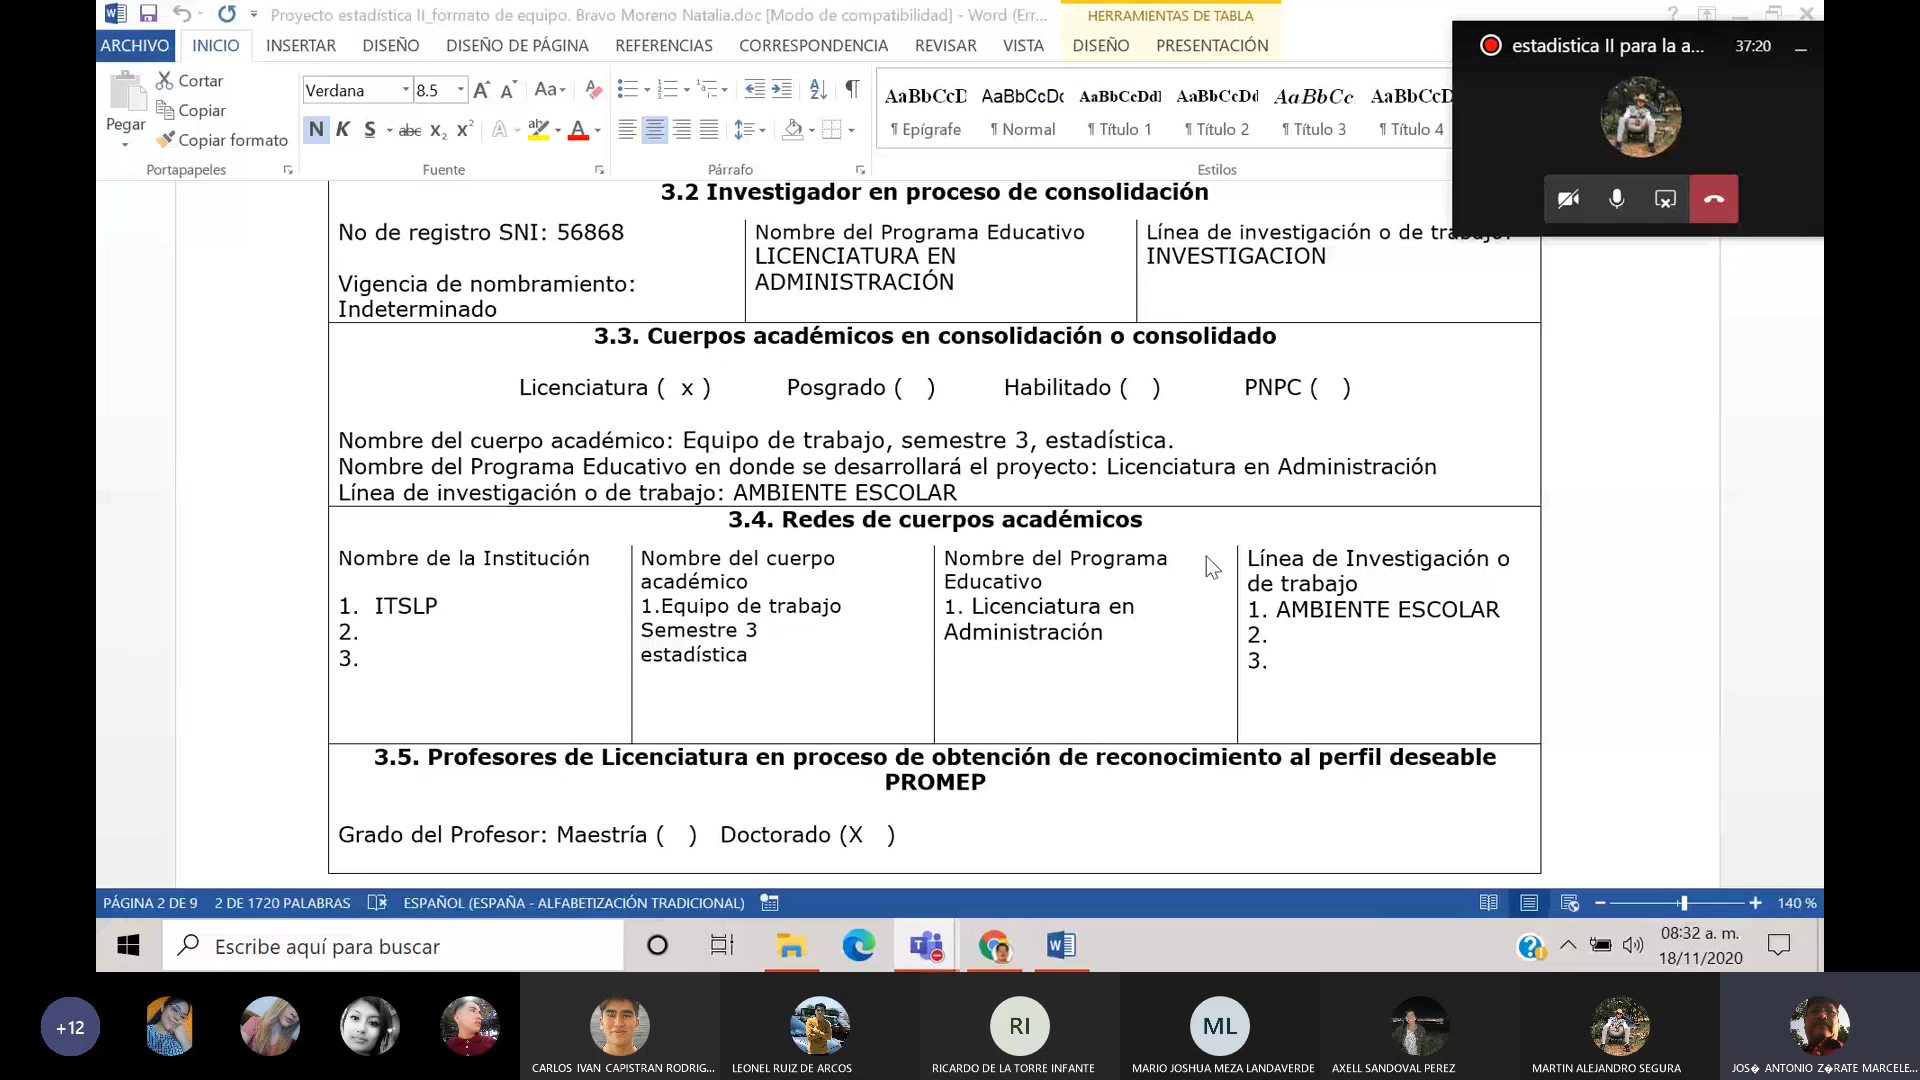 Proyecto estadística II_formato de equipo. Bravo Moreno Natalia.doc [Modo de compatibilidad] - Word (Err...
HERRAMIENTAS DE TABLA
ARCHIVO INICIO INSERTAR DISEÑO DISEÑO DE PÁGINA REFERENCIAS CORRESPONDENCIA REVISAR VISTA DISEÑO PRESENTACIÓN
estadistica II para la a... 37:20
Pegar
Cortar
Copiar
Copiar formato
Portapapeles
Verdana 8.5
N K S abc X₂ X²
Fuente
Párrafo
AaBbCcD AaBbCcDc AaBbCcDdI AaBbCcDd AaBbCc AaBbCcD
¶ Epígrafe ¶ Normal ¶ Título 1 ¶ Título 2 ¶ Título 3 ¶ Título 4
Estilos
3.2 Investigador en proceso de consolidación
No de registro SNI: 56868
Vigencia de nombramiento:
Indeterminado
Nombre del Programa Educativo
LICENCIATURA EN
ADMINISTRACIÓN
Línea de investigación o de trabajo:
INVESTIGACION
3.3. Cuerpos académicos en consolidación o consolidado
Licenciatura ( x ) Posgrado ( ) Habilitado ( ) PNPC ( )
Nombre del cuerpo académico: Equipo de trabajo, semestre 3, estadística.
Nombre del Programa Educativo en donde se desarrollará el proyecto: Licenciatura en Administración
Línea de investigación o de trabajo: AMBIENTE ESCOLAR
3.4. Redes de cuerpos académicos
Nombre de la Institución
1. ITSLP
2.
3.
Nombre del cuerpo
académico
1.Equipo de trabajo
Semestre 3
estadística
Nombre del Programa
Educativo
1. Licenciatura en
Administración
Línea de Investigación o
de trabajo
1. AMBIENTE ESCOLAR
2.
3.
3.5. Profesores de Licenciatura en proceso de obtención de reconocimiento al perfil deseable
PROMEP
Grado del Profesor: Maestría ( ) Doctorado (X )
PÁGINA 2 DE 9 2 DE 1720 PALABRAS ESPAÑOL (ESPAÑA - ALFABETIZACIÓN TRADICIONAL) 140 %
Escribe aquí para buscar
08:32 a. m.
18/11/2020
+12
RI
ML
CARLOS IVAN CAPISTRAN RODRIG... LEONEL RUIZ DE ARCOS RICARDO DE LA TORRE INFANTE MARIO JOSHUA MEZA LANDAVERDE AXELL SANDOVAL PEREZ MARTIN ALEJANDRO SEGURA JOS� ANTONIO Z�RATE MARCELE...